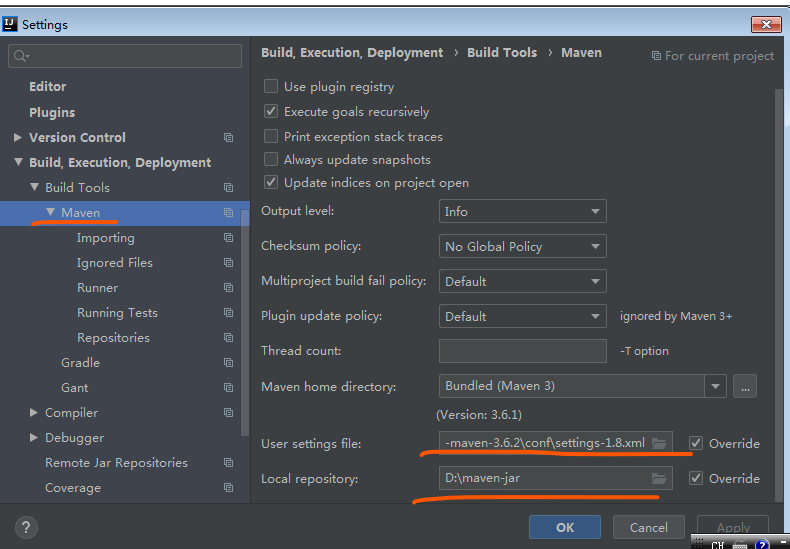 Settings
Build, Execution, Deployment › Build Tools › Maven
For current project
Editor
Plugins
Version Control
Build, Execution, Deployment
Build Tools
Maven
Importing
Ignored Files
Runner
Running Tests
Repositories
Gradle
Gant
Compiler
Debugger
Remote Jar Repositories
Coverage
Use plugin registry
Execute goals recursively
Print exception stack traces
Always update snapshots
Update indices on project open
Output level: Info
Checksum policy: No Global Policy
Multiproject build fail policy: Default
Plugin update policy: Default ignored by Maven 3+
Thread count: -T option
Maven home directory: Bundled (Maven 3) ...
(Version: 3.6.1)
User settings file: -maven-3.6.2\conf\settings-1.8.xml Override
Local repository: D:\maven-jar Override
? OK Cancel Apply
CH ?